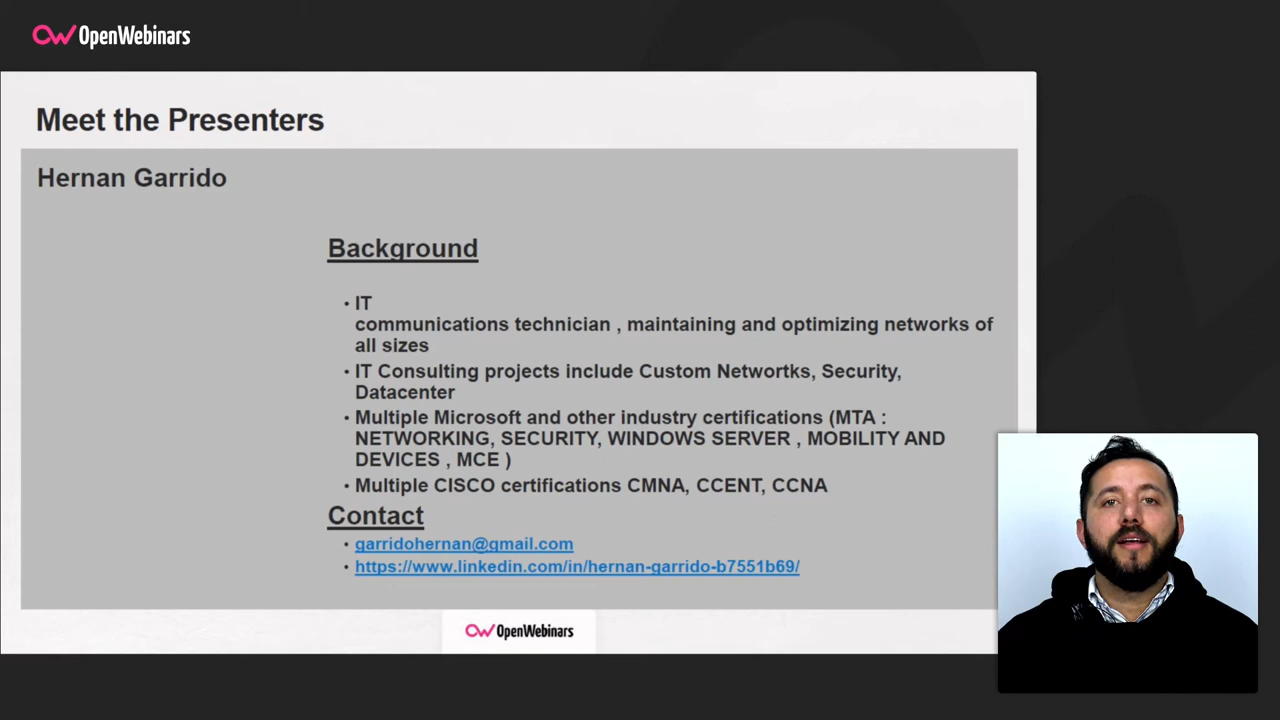 OpenWebinars
Meet the Presenters
Hernan Garrido
Background
• IT
communications technician , maintaining and optimizing networks of
all sizes
• IT Consulting projects include Custom Networtks, Security,
Datacenter
• Multiple Microsoft and other industry certifications (MTA :
NETWORKING, SECURITY, WINDOWS SERVER , MOBILITY AND
DEVICES , MCE )
• Multiple CISCO certifications CMNA, CCENT, CCNA
Contact
• garridohernan@gmail.com
• https://www.linkedin.com/in/hernan-garrido-b7551b69/
OpenWebinars